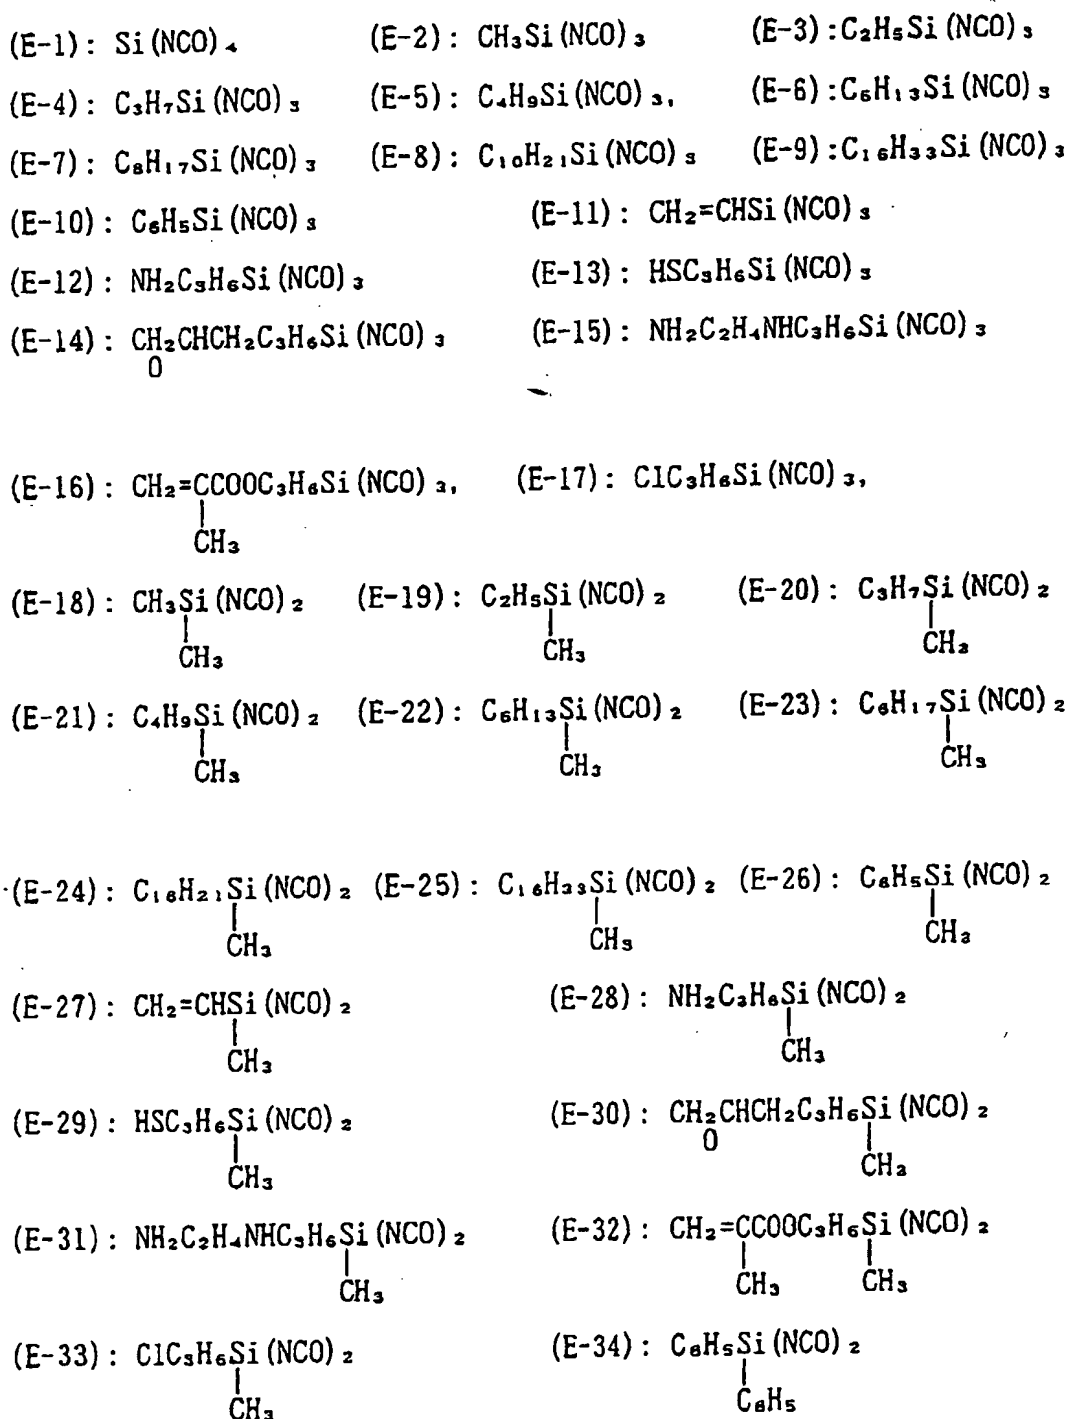 (E-1): Si(NCO)₄ (E-2): CH₃Si(NCO)₃ (E-3):C₂H₅Si(NCO)₃
(E-4): C₃H₇Si(NCO)₃ (E-5): C₄H₉Si(NCO)₃, (E-6):C₆H₁₃Si(NCO)₃
(E-7): C₈H₁₇Si(NCO)₃ (E-8): C₁₀H₂₁Si(NCO)₃ (E-9):C₁₆H₃₃Si(NCO)₃
(E-10): C₆H₅Si(NCO)₃ (E-11): CH₂=CHSi(NCO)₃
(E-12): NH₂C₃H₆Si(NCO)₃ (E-13): HSC₃H₆Si(NCO)₃
(E-14): CH₂CHCH₂C₃H₆Si(NCO)₃ (E-15): NH₂C₂H₄NHC₃H₆Si(NCO)₃
O
(E-16): CH₂=CCOOC₃H₆Si(NCO)₃, (E-17): ClC₃H₆Si(NCO)₃,
CH₃
(E-18): CH₃Si(NCO)₂ (E-19): C₂H₅Si(NCO)₂ (E-20): C₃H₇Si(NCO)₂
CH₃ CH₃ CH₃
(E-21): C₄H₉Si(NCO)₂ (E-22): C₆H₁₃Si(NCO)₂ (E-23): C₆H₁₇Si(NCO)₂
CH₃ CH₃ CH₃
(E-24): C₁₆H₂₁Si(NCO)₂ (E-25): C₁₆H₃₃Si(NCO)₂ (E-26): C₆H₅Si(NCO)₂
CH₃ CH₃ CH₃
(E-27): CH₂=CHSi(NCO)₂ (E-28): NH₂C₃H₆Si(NCO)₂
CH₃ CH₃
(E-29): HSC₃H₆Si(NCO)₂ (E-30): CH₂CHCH₂C₃H₆Si(NCO)₂
CH₃ O CH₃
(E-31): NH₂C₂H₄NHC₃H₆Si(NCO)₂ (E-32): CH₂=CCOOC₃H₆Si(NCO)₂
CH₃ CH₃ CH₃
(E-33): ClC₃H₆Si(NCO)₂ (E-34): C₆H₅Si(NCO)₂
CH₃ C₆H₅